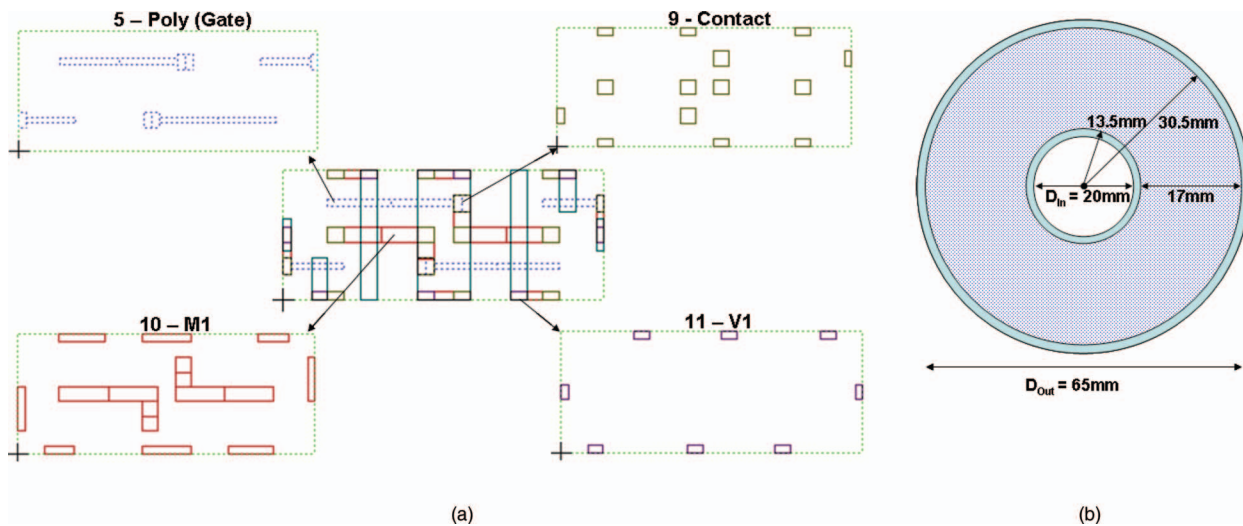 5 – Poly (Gate)
9 - Contact
10 – M1
11 – V1
(a)
13.5mm
30.5mm
D_In = 20mm
17mm
D_Out = 65mm
(b)